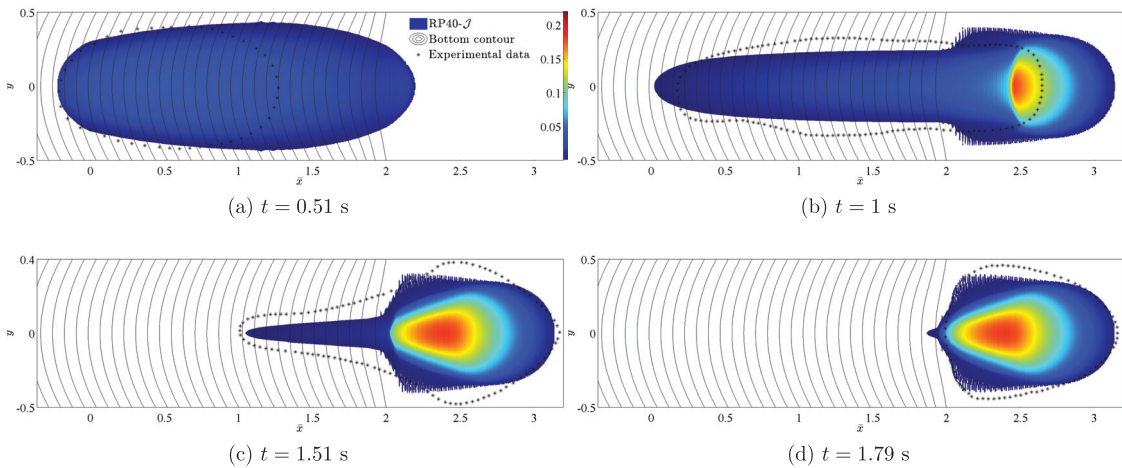 0.5
0
-0.5
y
0 0.5 1 1.5 2 2.5 3
x̄
RP40-𝒥
Bottom contour
Experimental data
0.2
0.15
0.1
0.05
(a) t = 0.51 s
0.5
0
-0.5
y
0 0.5 1 1.5 2 2.5 3
x̄
(b) t = 1 s
0.4
0
-0.5
y
0 0.5 1 1.5 2 2.5 3
x̄
(c) t = 1.51 s
0.5
0
-0.5
y
0 0.5 1 1.5 2 2.5 3
x̄
(d) t = 1.79 s